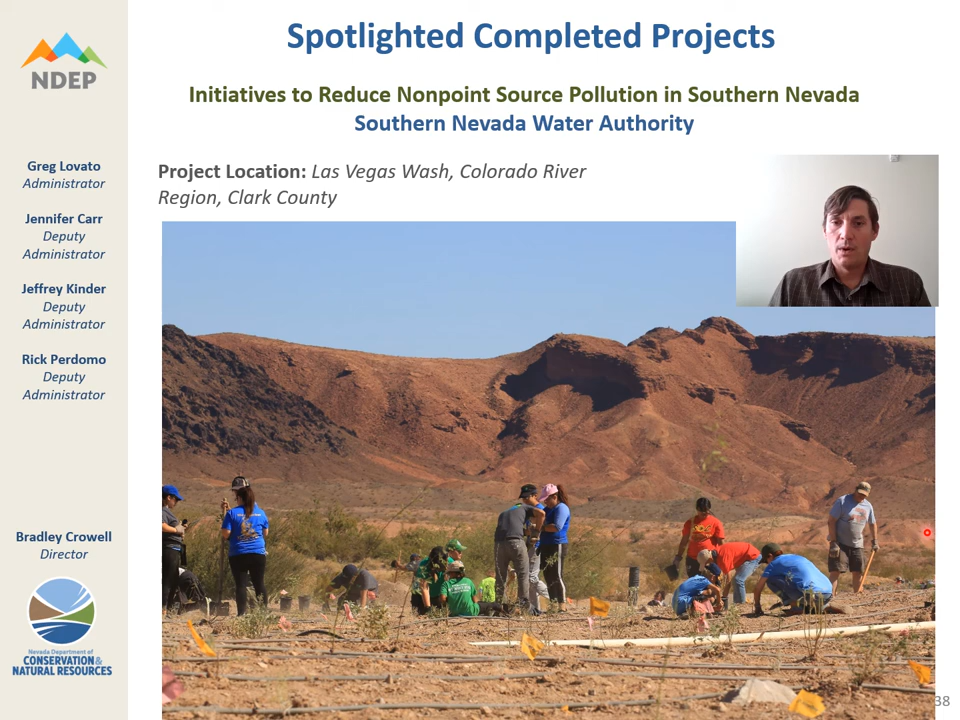 Spotlighted Completed Projects
NDEP
Initiatives to Reduce Nonpoint Source Pollution in Southern Nevada
Southern Nevada Water Authority
Project Location: Las Vegas Wash, Colorado River
Region, Clark County
Greg Lovato
Administrator
Jennifer Carr
Deputy
Administrator
Jeffrey Kinder
Deputy
Administrator
Rick Perdomo
Deputy
Administrator
Bradley Crowell
Director
Nevada Department of
CONSERVATION &
NATURAL RESOURCES
38